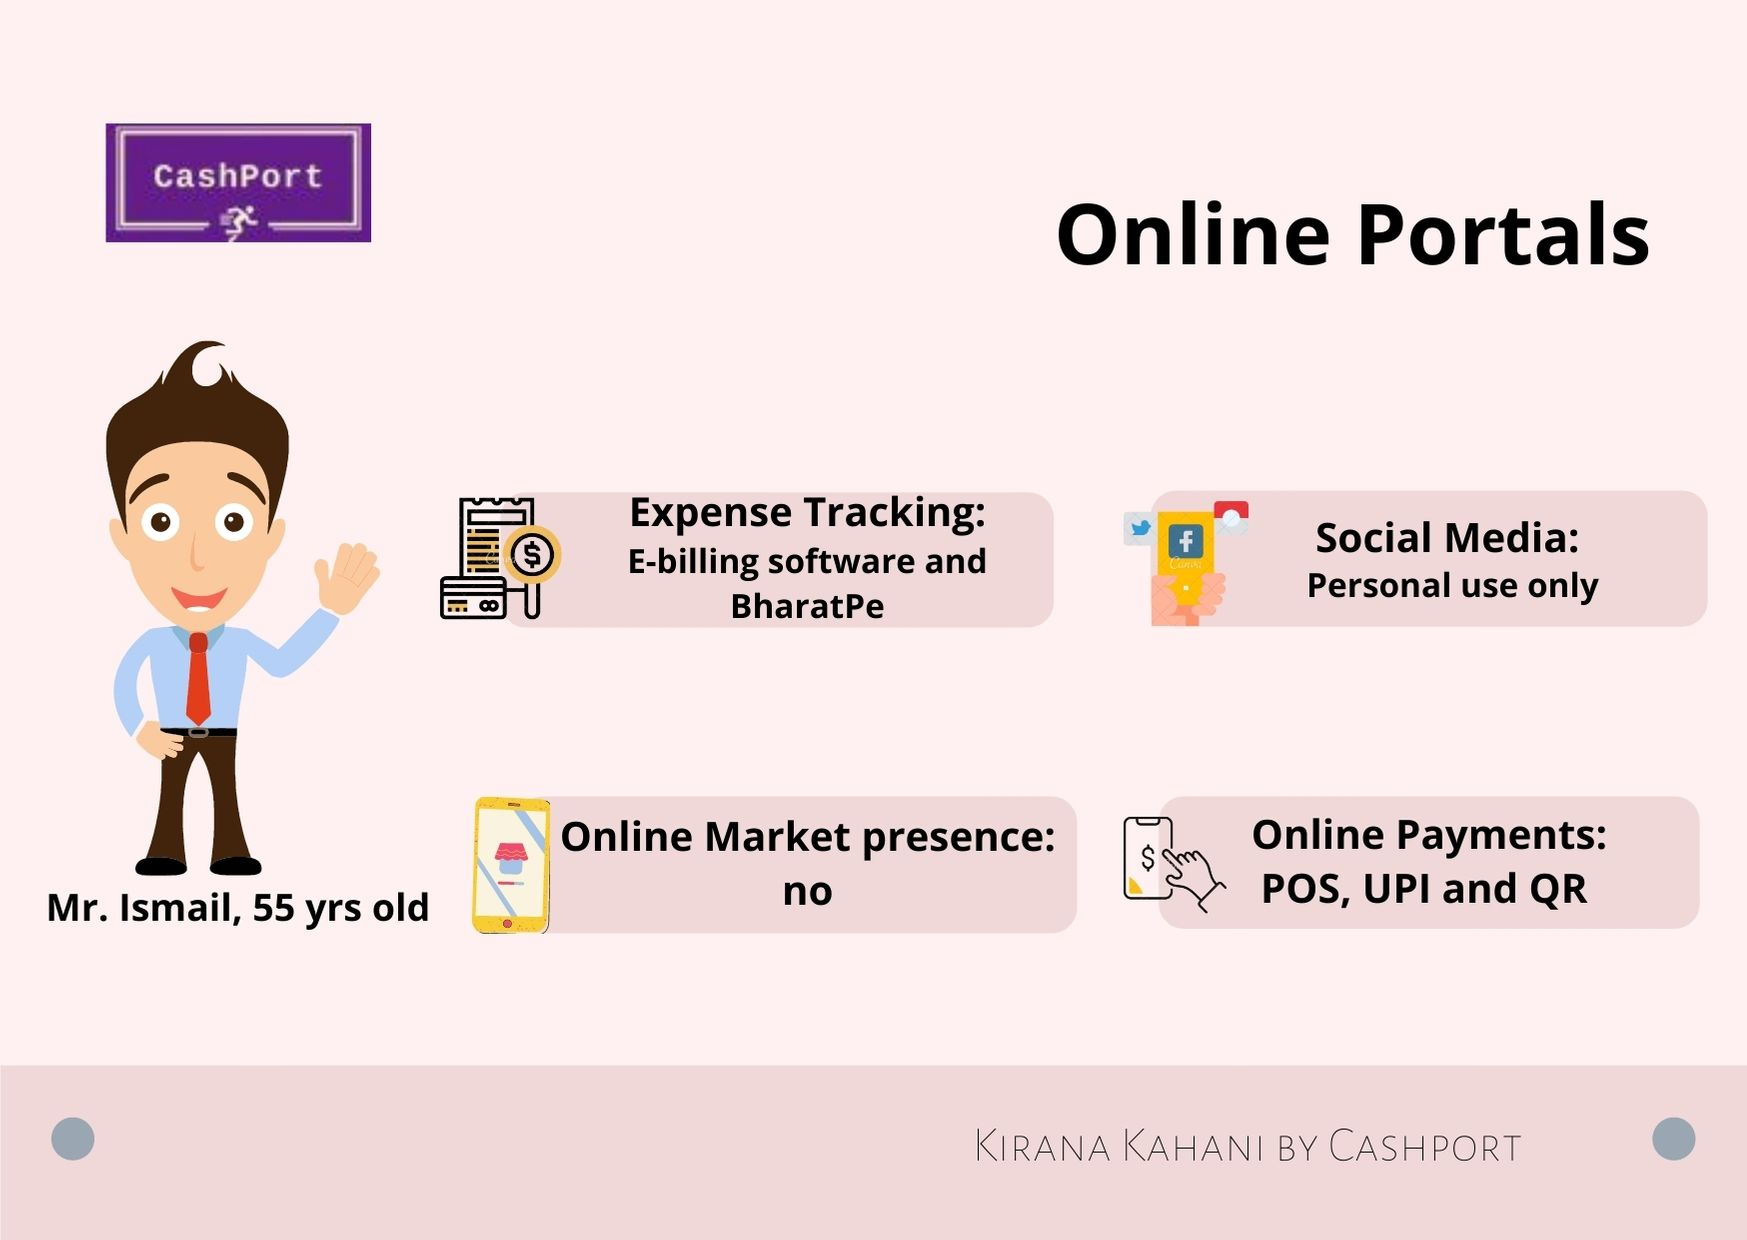 CashPort
Online Portals
Expense Tracking:
E-billing software and
BharatPe
Social Media:
Personal use only
Online Market presence:
no
Online Payments:
POS, UPI and QR
Mr. Ismail, 55 yrs old
Kirana Kahani by Cashport